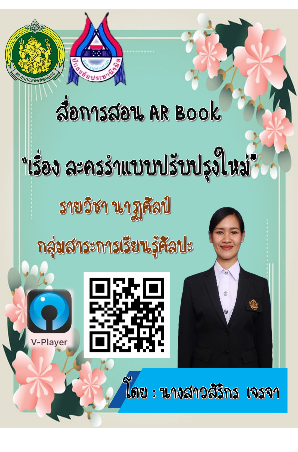 สื่อการสอน AR Book
"เรื่อง ละครรำแบบปรับปรุงใหม่"
รายวิชา นาฏศิลป์
กลุ่มสาระการเรียนรู้ศิลปะ
V-Player
โดย : นางสาวสิริกร เจรจา